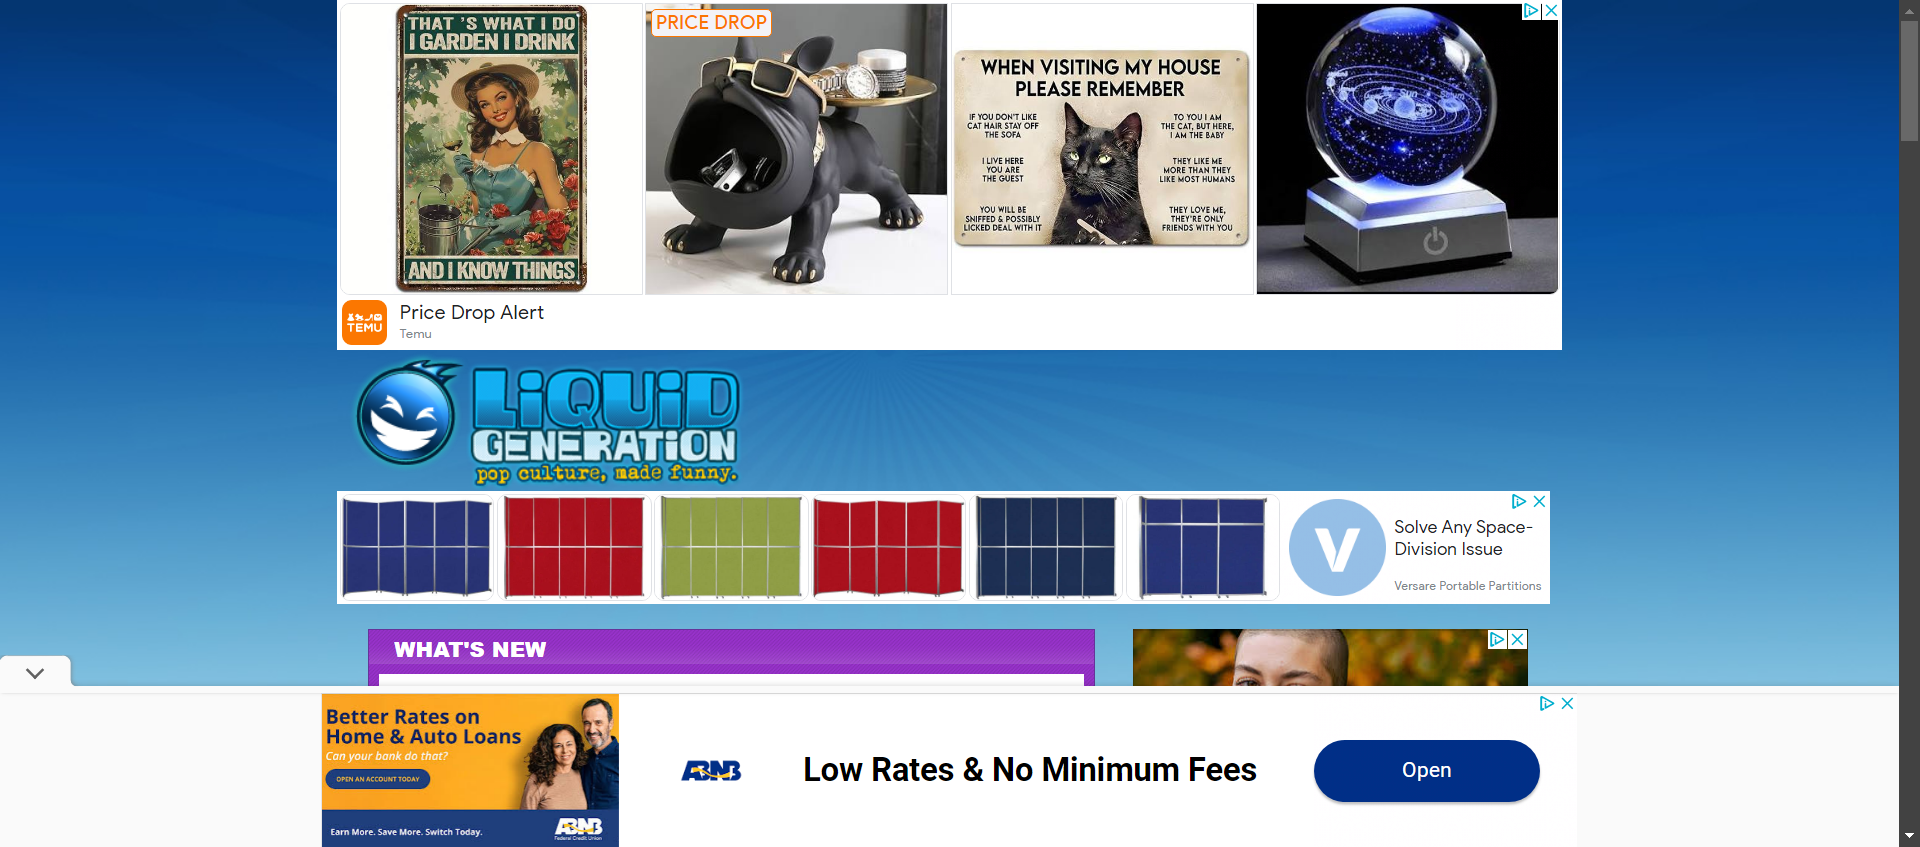 THAT'S WHAT I DO
I GARDEN I DRINK
AND I KNOW THINGS
PRICE DROP
WHEN VISITING MY HOUSE
PLEASE REMEMBER
IF YOU DON'T LIKE
CAT HAIR STAY OFF
THE SOFA
I LIVE HERE
YOU ARE
THE GUEST
YOU WILL BE
SNIFFED & POSSIBLY
LICKED DEAL WITH IT
TO YOU I AM
THE CAT, BUT HERE,
I AM THE BABY
THEY LIKE ME
MORE THAN THEY
LIKE MOST HUMANS
THEY LOVE ME,
THEY'RE ONLY
FRIENDS WITH YOU
TEMU
Price Drop Alert
Temu
LiQUiD
GENERATiON
pop culture, made funny.
V
Solve Any Space-
Division Issue
Versare Portable Partitions
WHAT'S NEW
Better Rates on
Home & Auto Loans
Can your bank do that?
OPEN AN ACCOUNT TODAY
Earn More. Save More. Switch Today.
ABNB
Federal Credit Union
ABNB
Low Rates & No Minimum Fees
Open